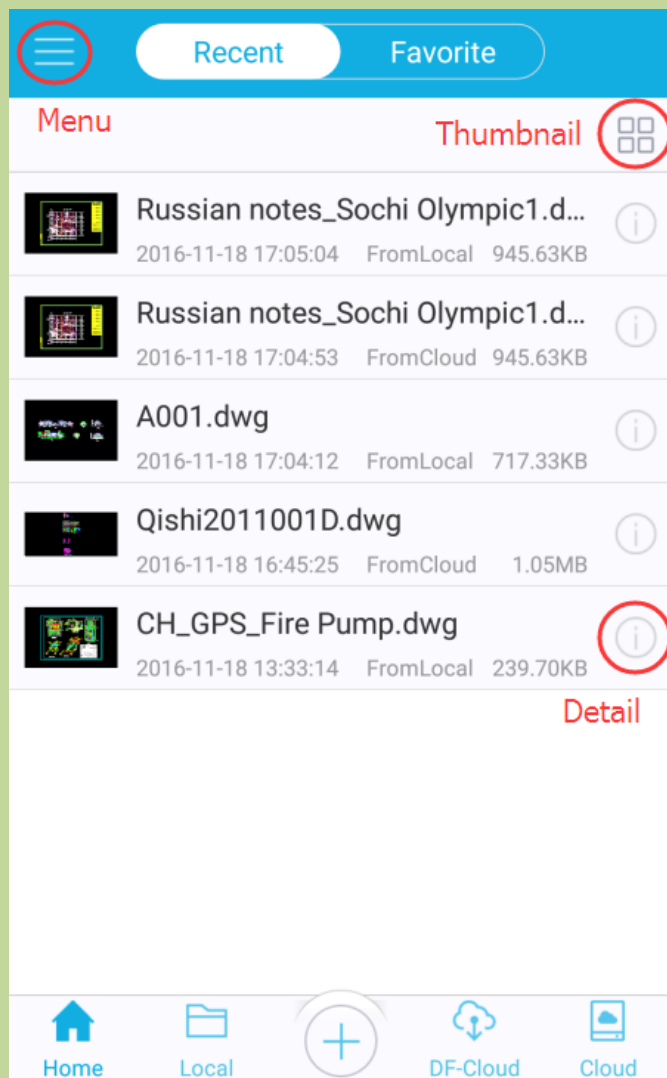 Recent Favorite
Menu Thumbnail
Russian notes_Sochi Olympic1.d...
2016-11-18 17:05:04 FromLocal 945.63KB
Russian notes_Sochi Olympic1.d...
2016-11-18 17:04:53 FromCloud 945.63KB
A001.dwg
2016-11-18 17:04:12 FromLocal 717.33KB
Qishi2011001D.dwg
2016-11-18 16:45:25 FromCloud 1.05MB
CH_GPS_Fire Pump.dwg
2016-11-18 13:33:14 FromLocal 239.70KB
Detail
Home Local DF-Cloud Cloud